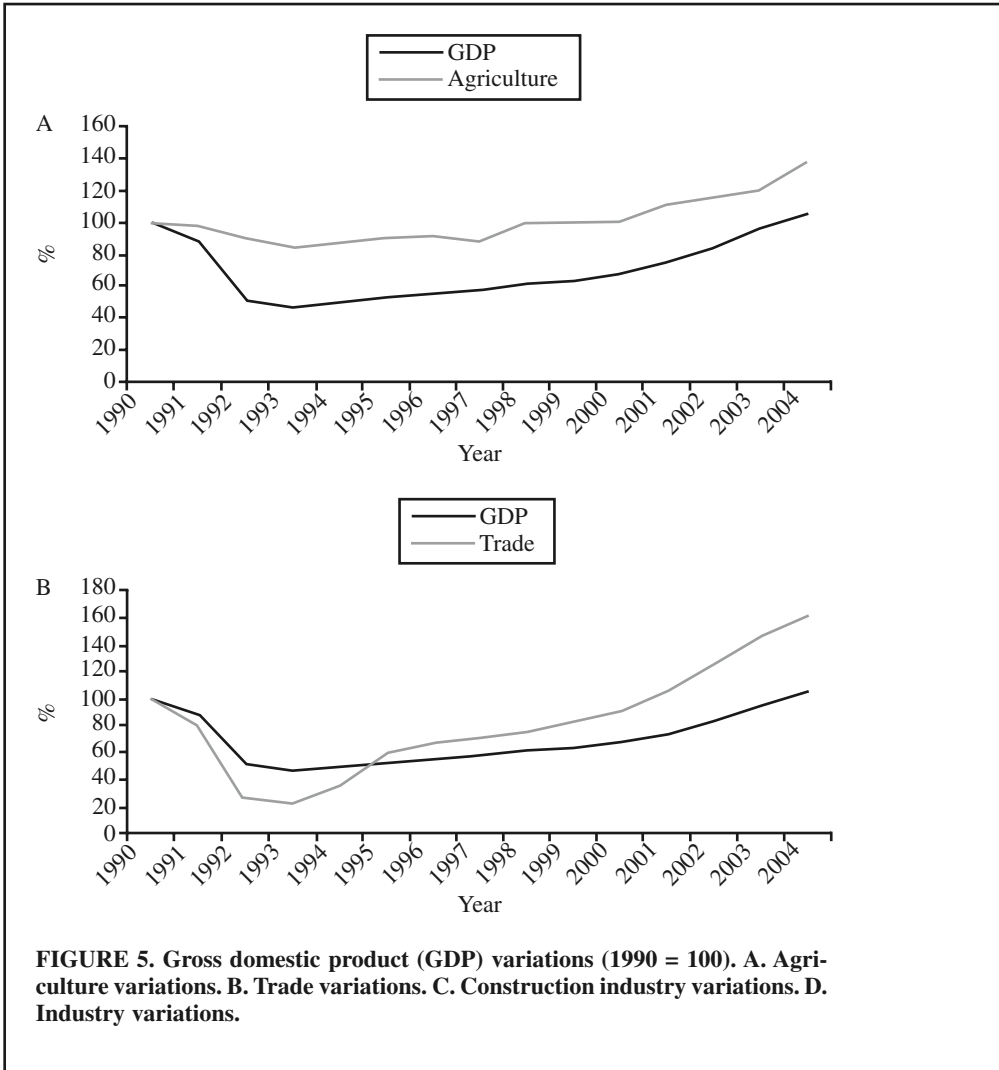 GDP
Agriculture
A
160
140
120
100
80
60
40
20
0
%
1990 1991 1992 1993 1994 1995 1996 1997 1998 1999 2000 2001 2002 2003 2004
Year
GDP
Trade
B
180
160
140
120
100
80
60
40
20
0
%
1990 1991 1992 1993 1994 1995 1996 1997 1998 1999 2000 2001 2002 2003 2004
Year
FIGURE 5. Gross domestic product (GDP) variations (1990 = 100). A. Agri-
culture variations. B. Trade variations. C. Construction industry variations. D.
Industry variations.